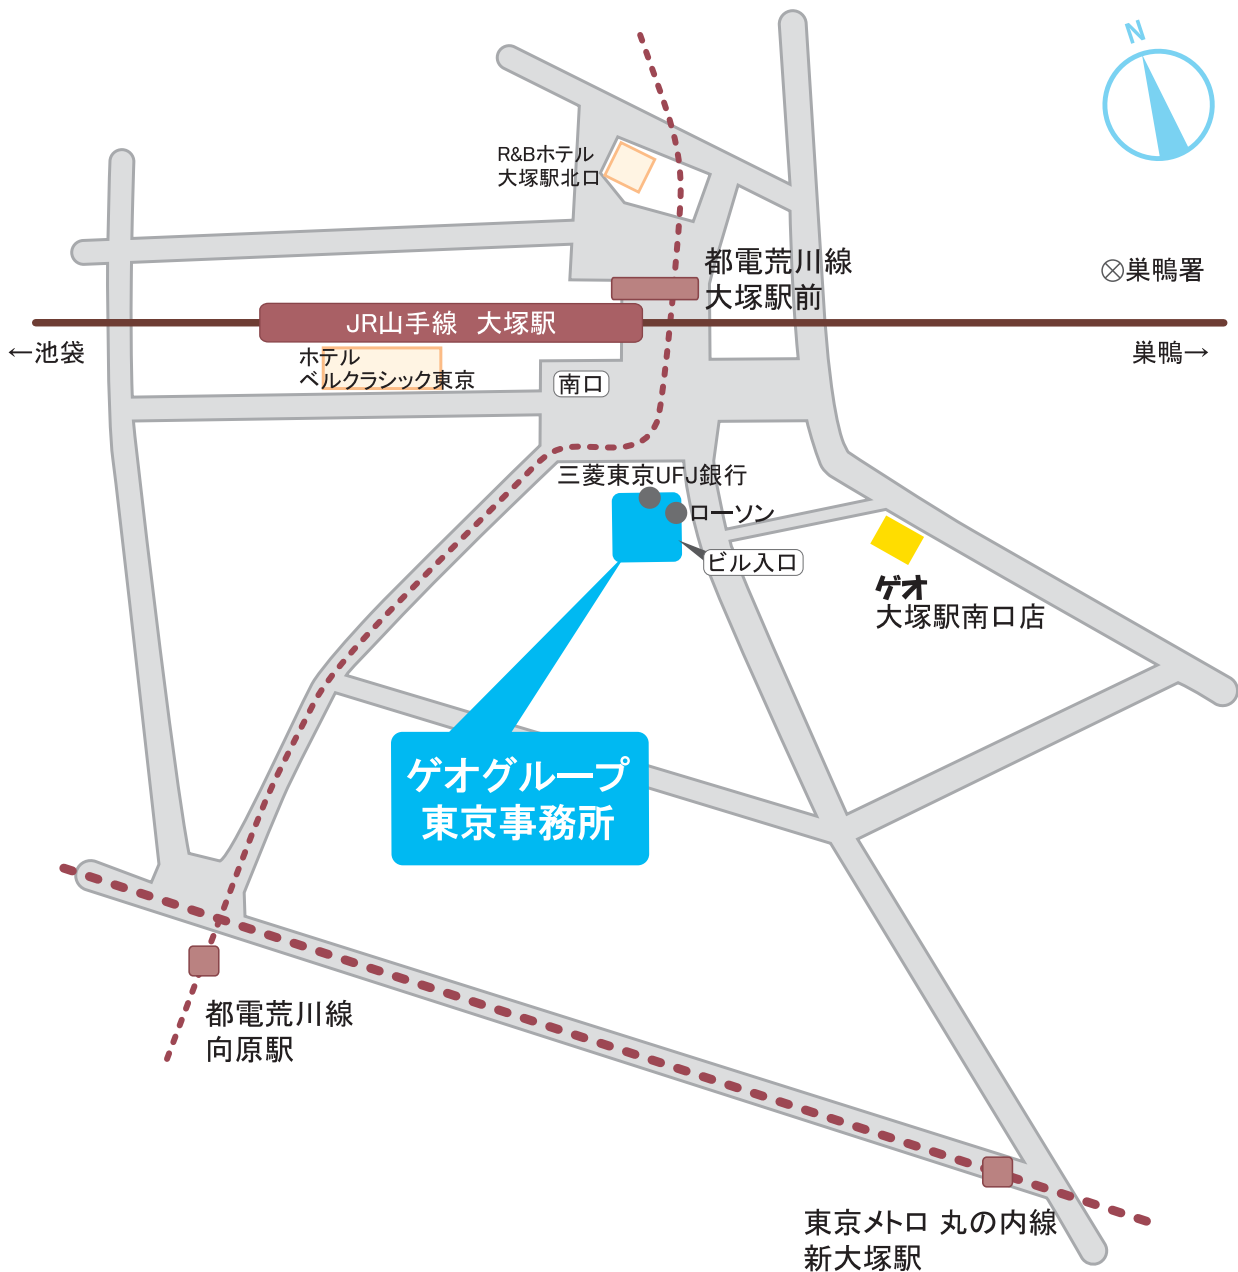 N
R&Bホテル
大塚駅北口
都電荒川線
大塚駅前
巣鴨署
JR山手線 大塚駅
←池袋
巣鴨→
ホテル
ベルクラシック東京
南口
三菱東京UFJ銀行
ローソン
ビル入口
ゲオ
大塚駅南口店
ゲオグループ
東京事務所
都電荒川線
向原駅
東京メトロ 丸の内線
新大塚駅